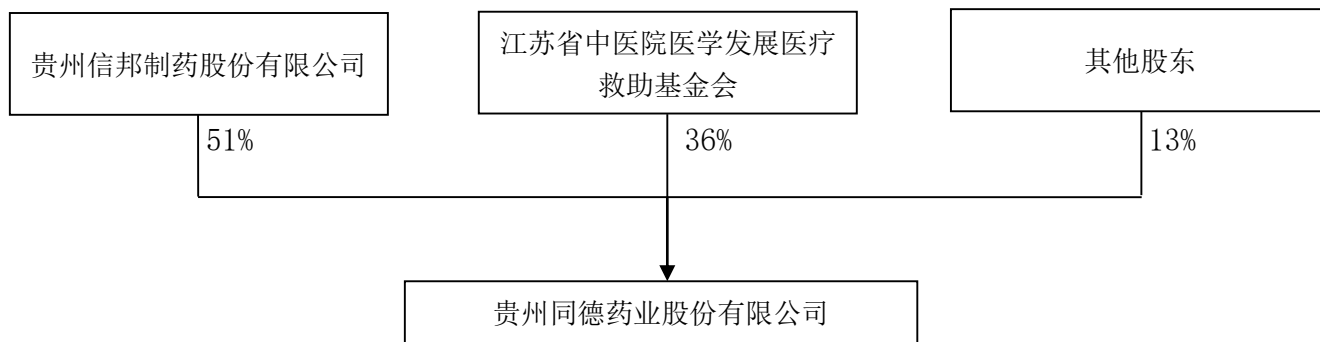 贵州信邦制药股份有限公司
江苏省中医院医学发展医疗
救助基金会
其他股东
51%
36%
13%
贵州同德药业股份有限公司